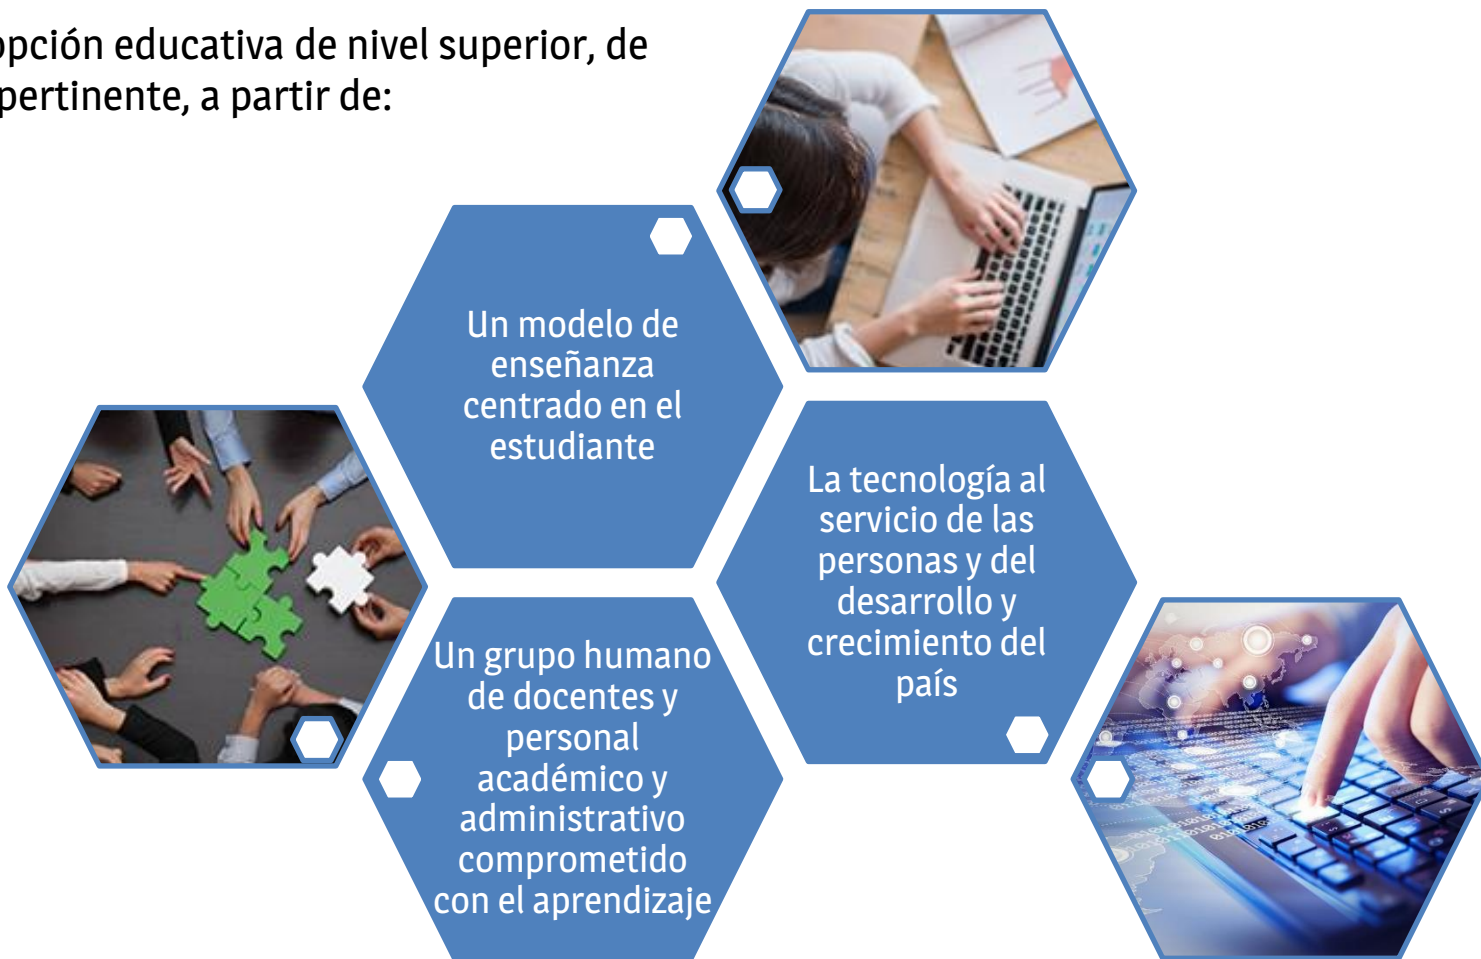 opción educativa de nivel superior, de
pertinente, a partir de:
Un modelo de
enseñanza
centrado en el
estudiante
La tecnología al
servicio de las
personas y del
desarrollo y
crecimiento del
país
Un grupo humano
de docentes y
personal
académico y
administrativo
comprometido
con el aprendizaje